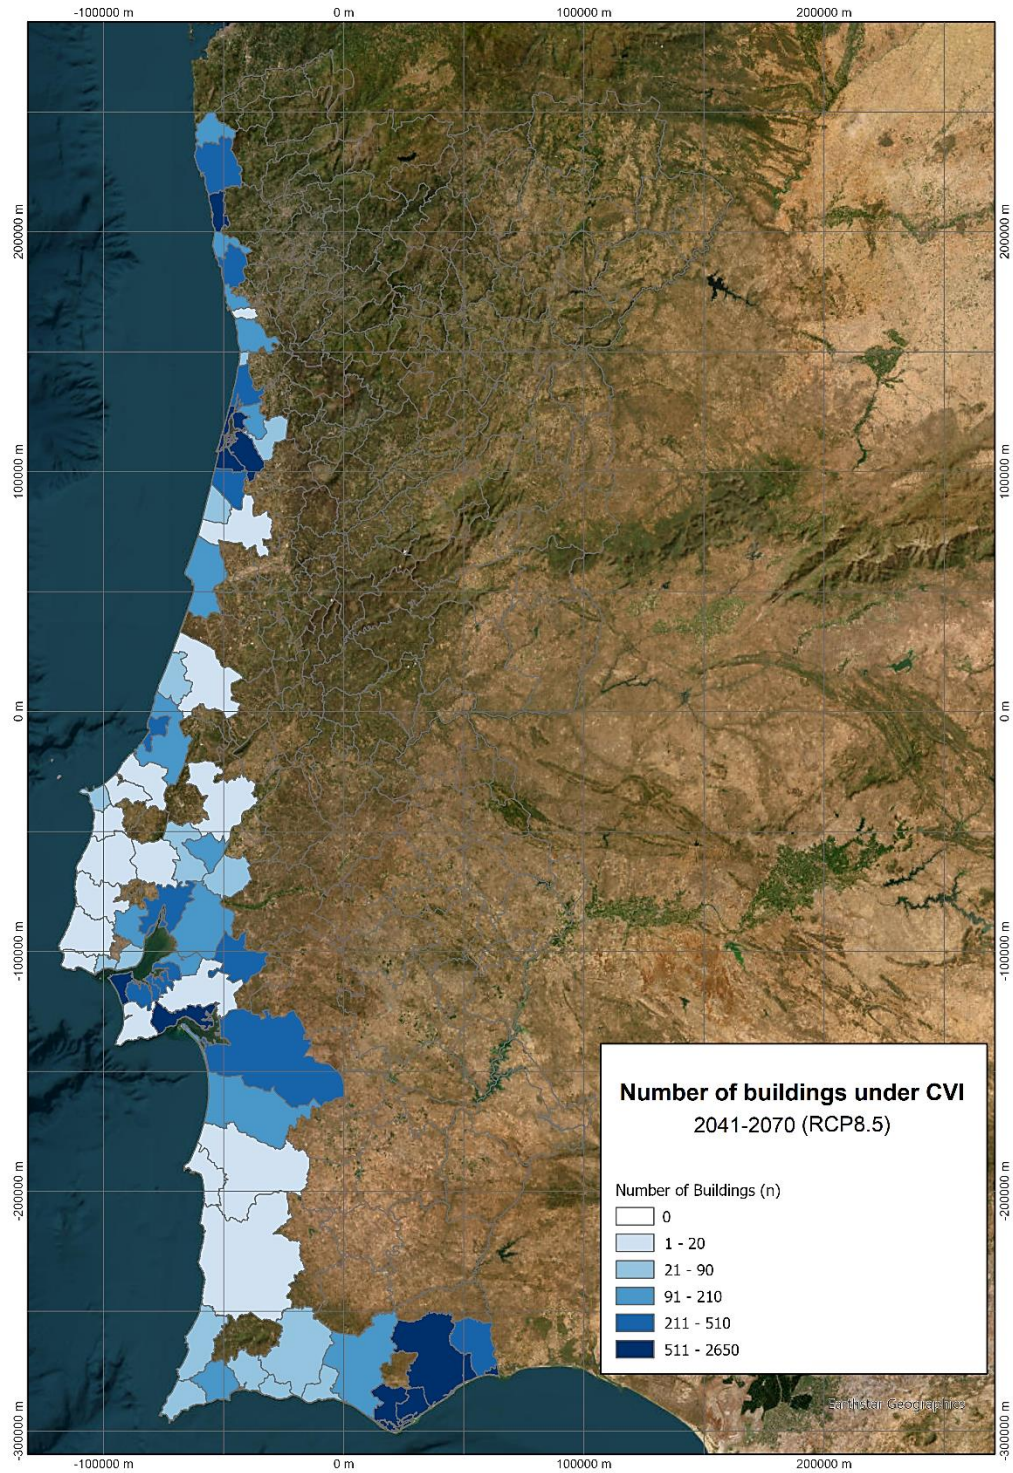 -100000 m
0 m
100000 m
200000 m
200000 m
200000 m
100000 m
100000 m
0 m
0 m
-100000 m
-100000 m
-200000 m
-200000 m
-300000 m
-300000 m
Number of buildings under CVI
2041-2070 (RCP8.5)
Number of Buildings (n)
0
1 - 20
21 - 90
91 - 210
211 - 510
511 - 2650
Earthstar Geographics
-100000 m
0 m
100000 m
200000 m